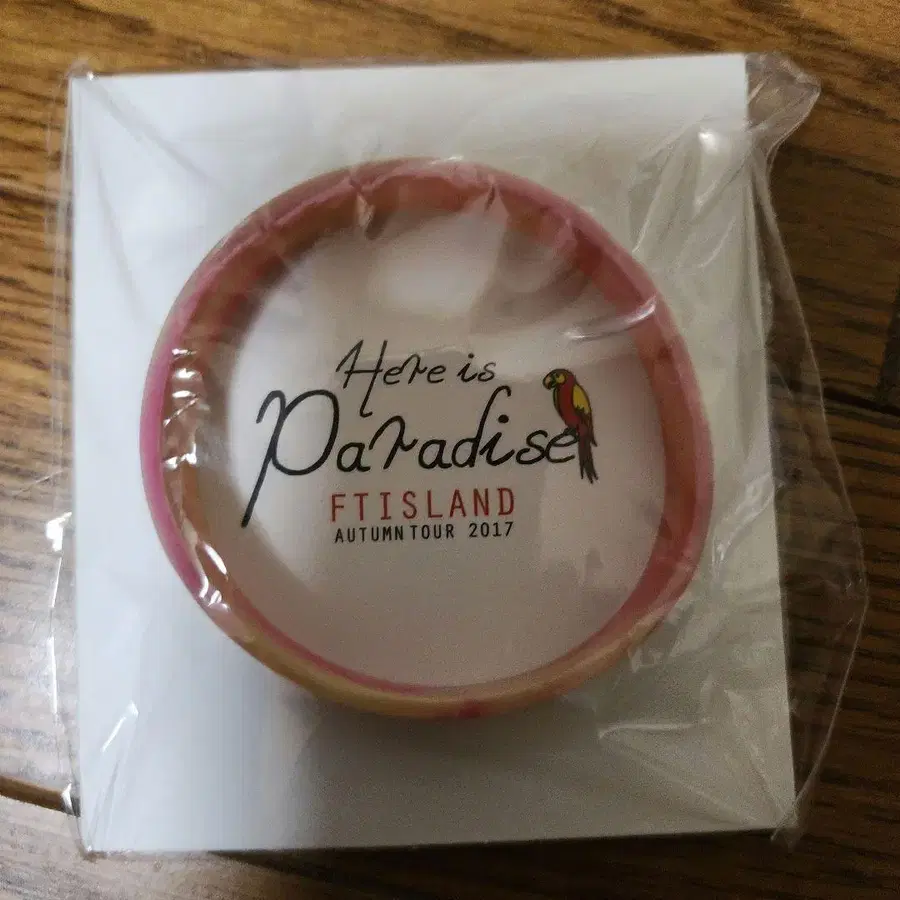 Here is
Paradise
FTISLAND
AUTUMN TOUR 2017